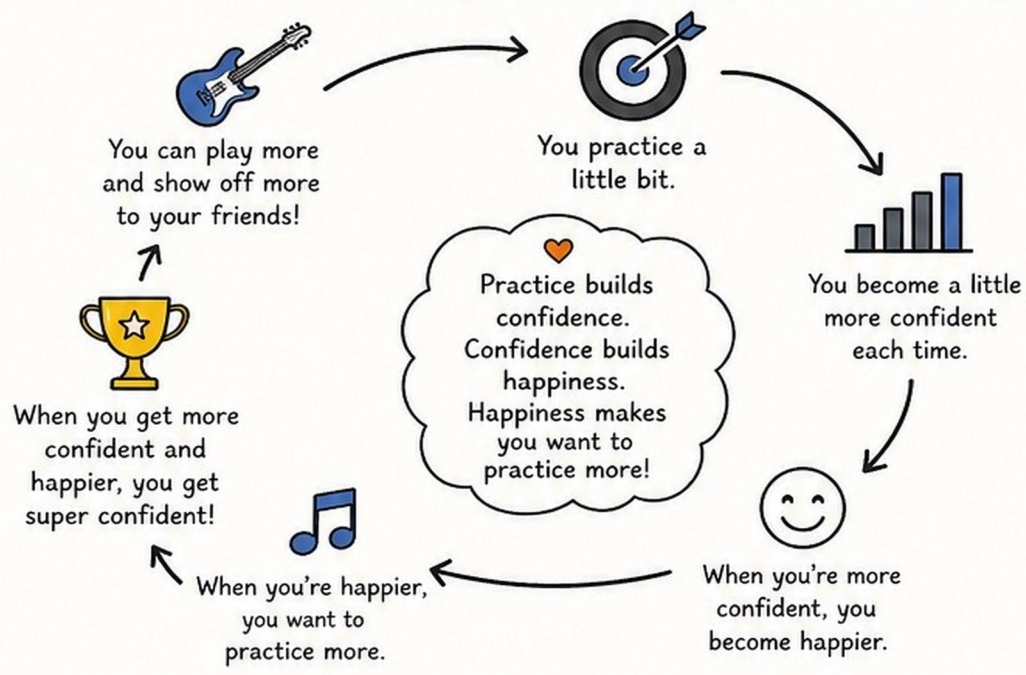 You can play more
and show off more
to your friends!
You practice a
little bit.
You become a little
more confident
each time.
When you're more
confident, you
become happier.
When you're happier,
you want to
practice more.
When you get more
confident and
happier, you get
super confident!
Practice builds
confidence.
Confidence builds
happiness.
Happiness makes
you want to
practice more!